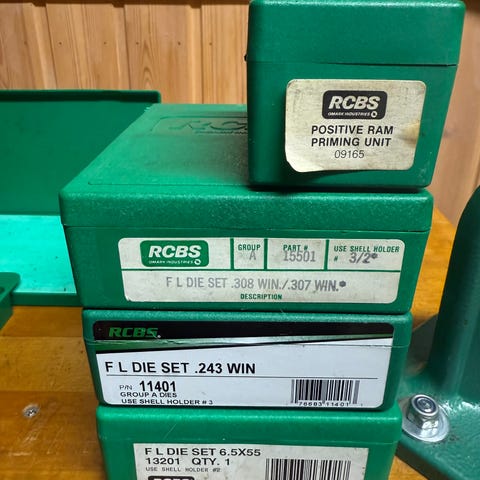 RCBS
OMARK INDUSTRIES
POSITIVE RAM
PRIMING UNIT
09165
RCBS
RCBS
OMARK INDUSTRIES
GROUP
A
PART #
15501
USE SHELL HOLDER
# 3/2*
F L DIE SET .308 WIN./.307 WIN.*
DESCRIPTION
RCBS.
F L DIE SET .243 WIN
P/N 11401
GROUP A DIES
USE SHELL HOLDER # 3
76683 11401
F L DIE SET 6.5X55
13201 QTY. 1
USE SHELL HOLDER #2
RCBS